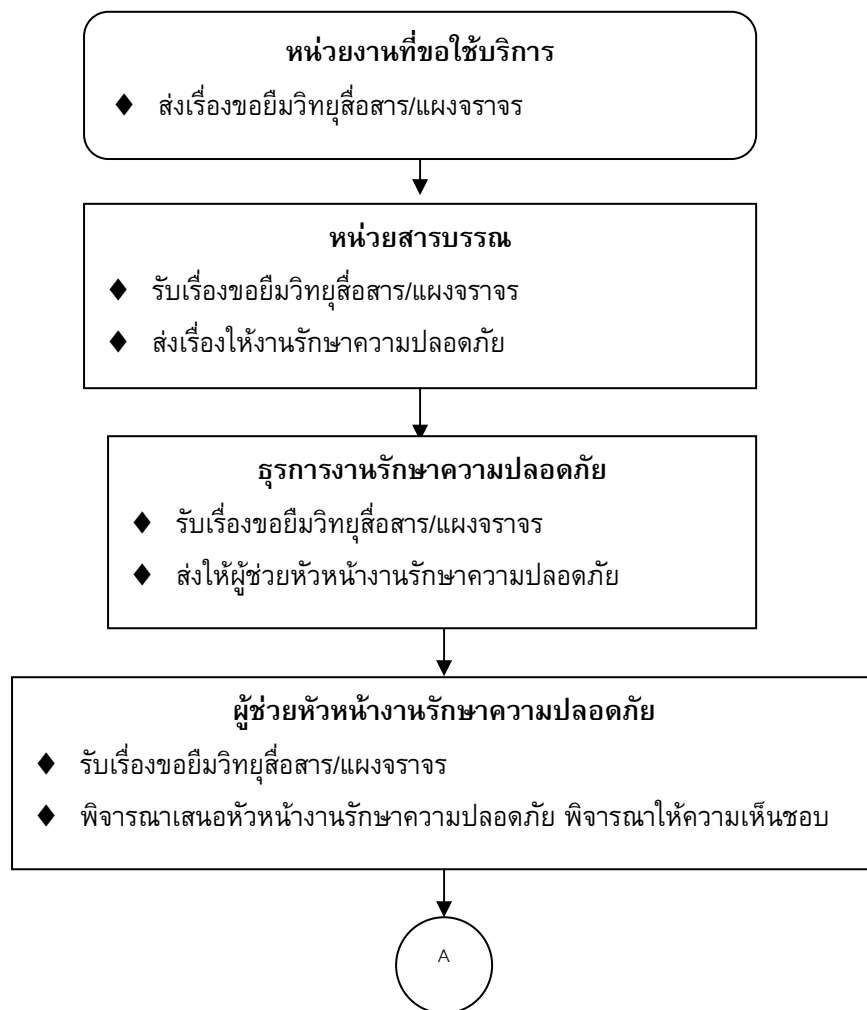 หน่วยงานที่ขอใช้บริการ
♦ ส่งเรื่องขอยืมวิทยุสื่อสาร/แผงจราจร
หน่วยสารบรรณ
♦ รับเรื่องขอยืมวิทยุสื่อสาร/แผงจราจร
♦ ส่งเรื่องให้งานรักษาความปลอดภัย
ธุรการงานรักษาความปลอดภัย
♦ รับเรื่องขอยืมวิทยุสื่อสาร/แผงจราจร
♦ ส่งให้ผู้ช่วยหัวหน้างานรักษาความปลอดภัย
ผู้ช่วยหัวหน้างานรักษาความปลอดภัย
♦ รับเรื่องขอยืมวิทยุสื่อสาร/แผงจราจร
♦ พิจารณาเสนอหัวหน้างานรักษาความปลอดภัย พิจารณาให้ความเห็นชอบ
A